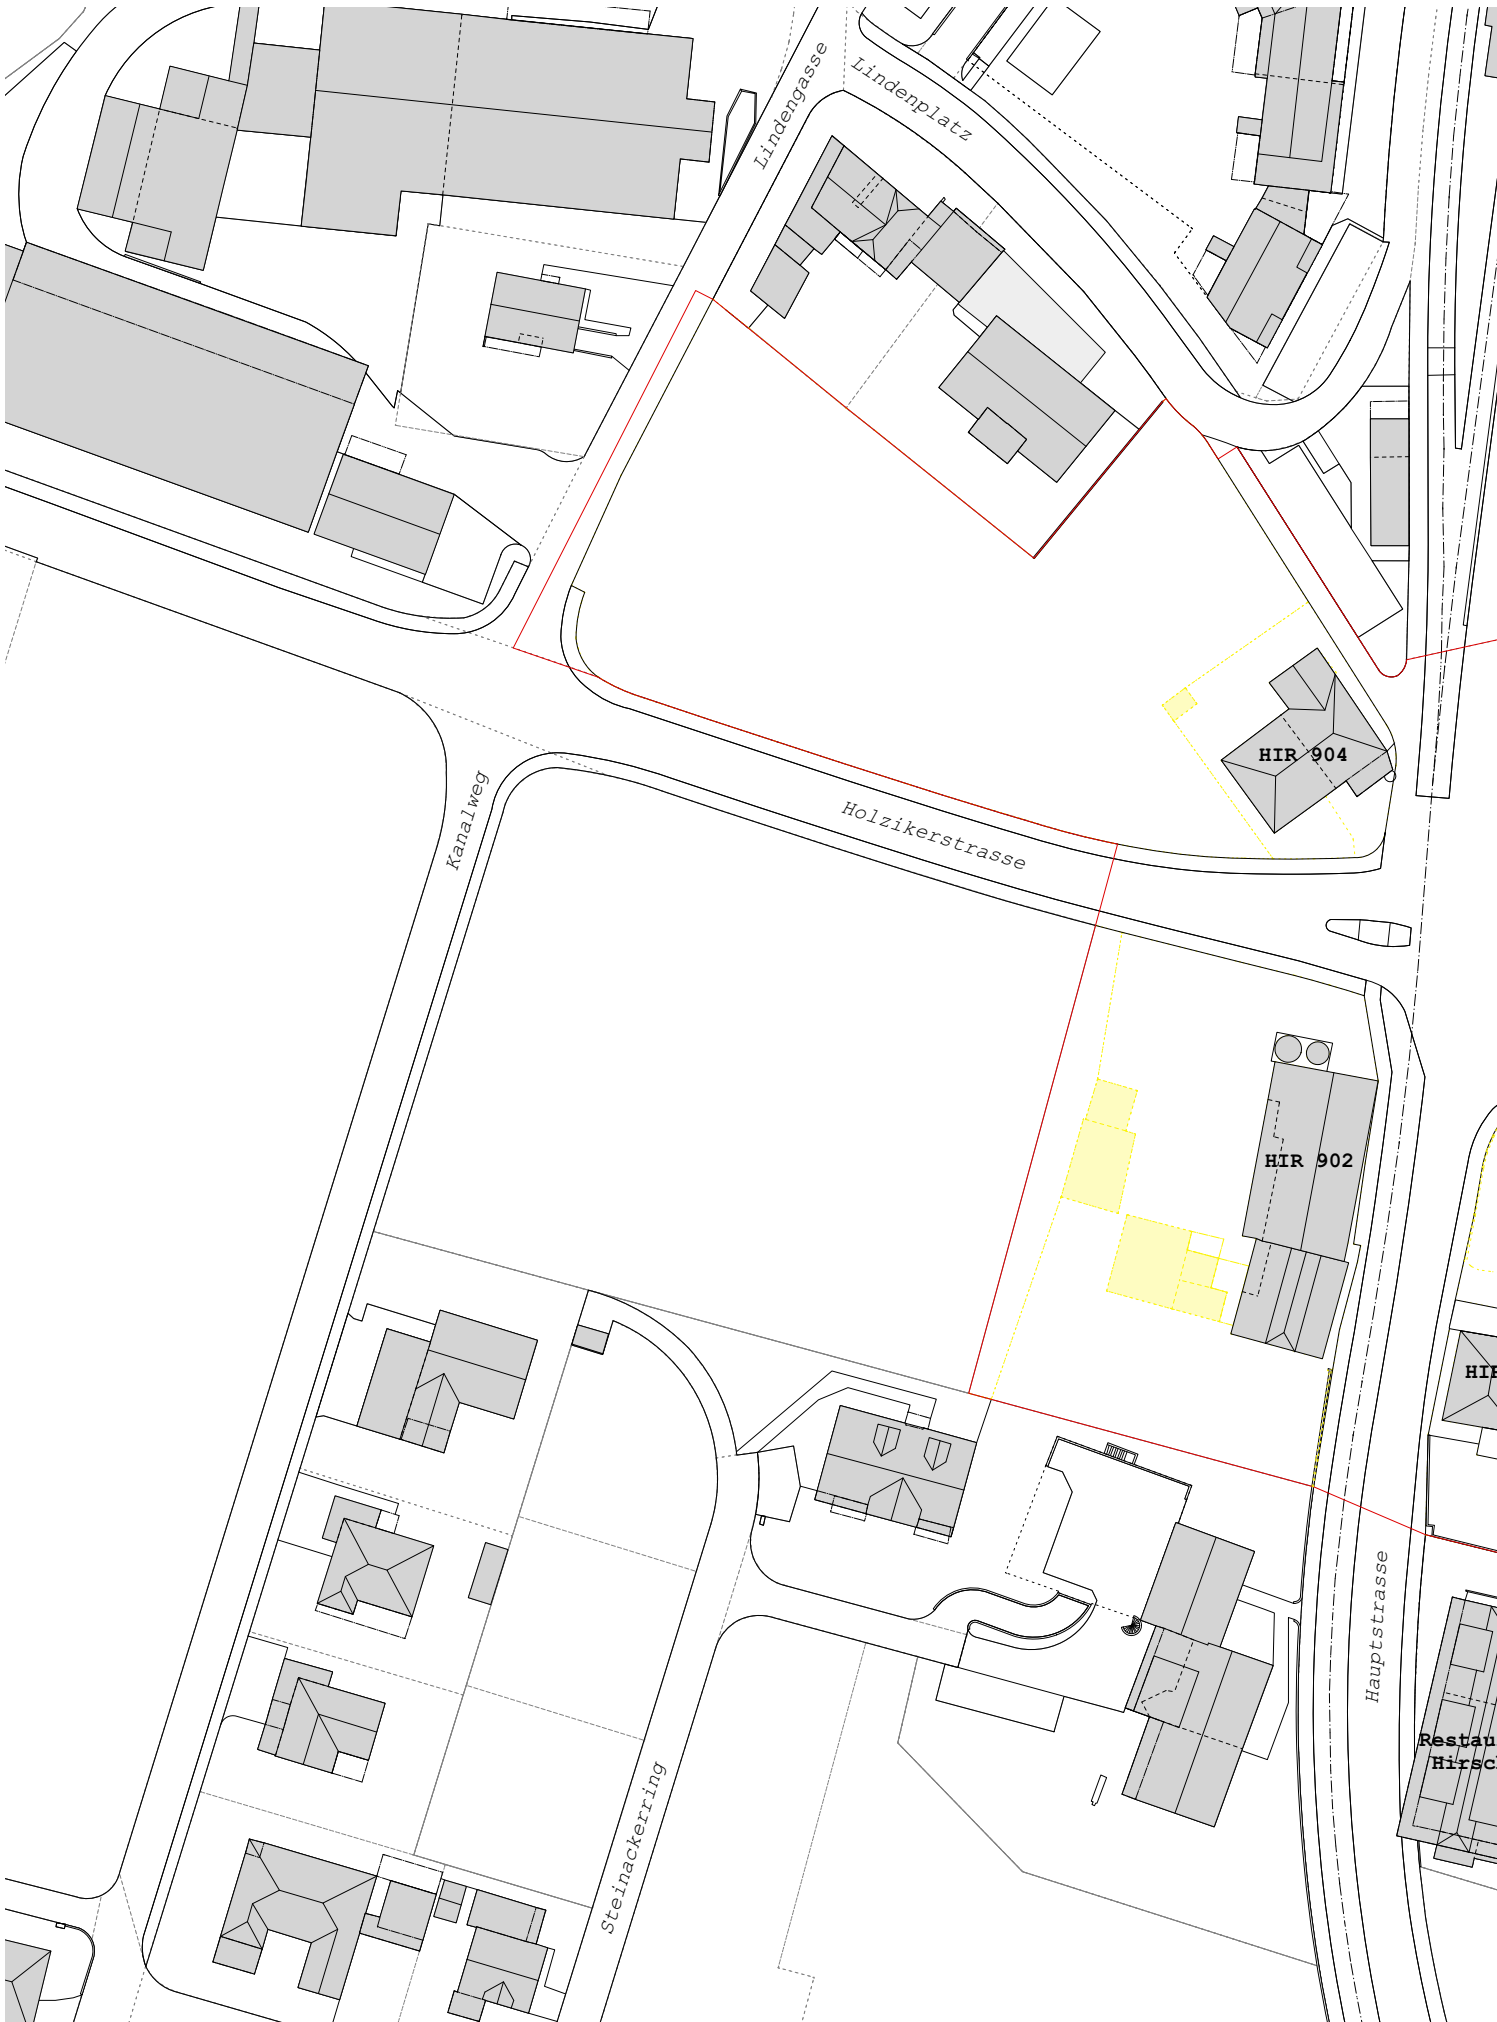 Lindengasse
Lindenplatz
HIR 904
Kanalweg
Holzikerstrasse
HIR 902
Hauptstrasse
Steinackerring